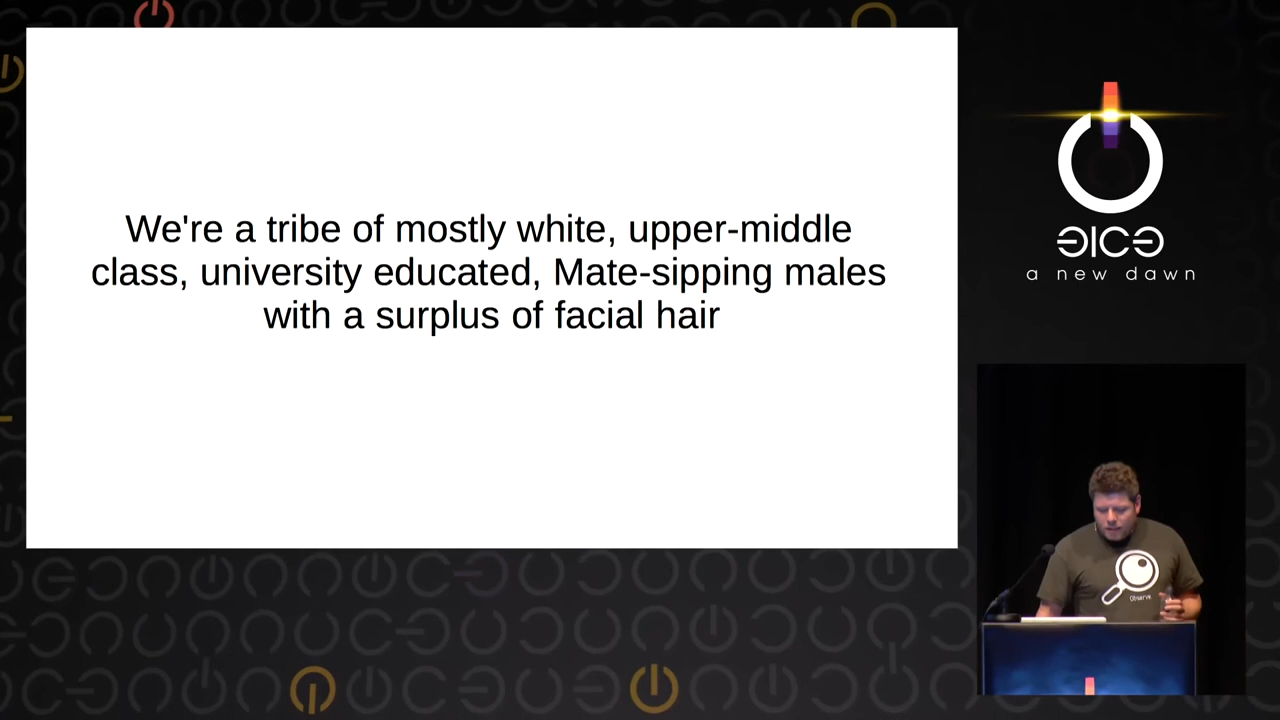 We're a tribe of mostly white, upper-middle
class, university educated, Mate-sipping males
with a surplus of facial hair
a new dawn
Observe